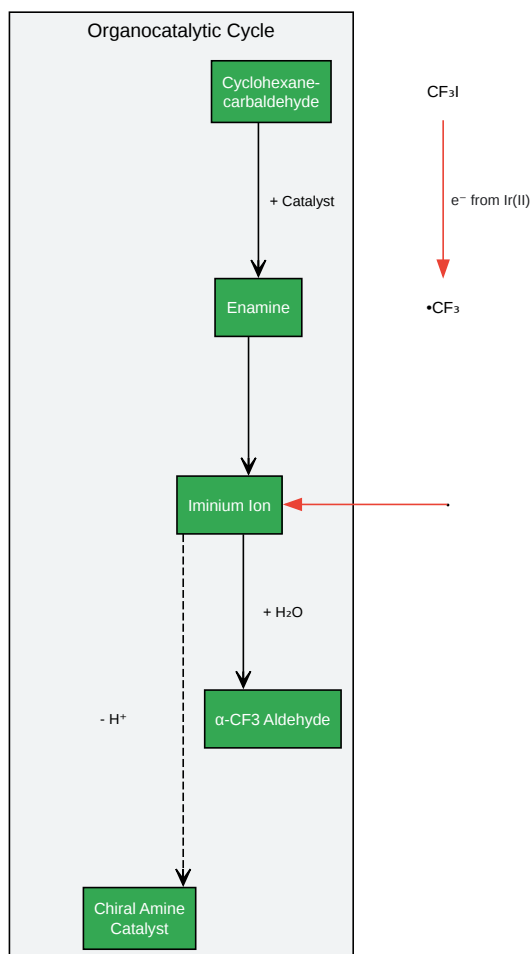 Organocatalytic Cycle
Cyclohexane-
carbaldehyde
CF₃I
+ Catalyst
e⁻ from Ir(II)
Enamine
•CF₃
Iminium Ion
+ H₂O
- H⁺
α-CF3 Aldehyde
Chiral Amine
Catalyst